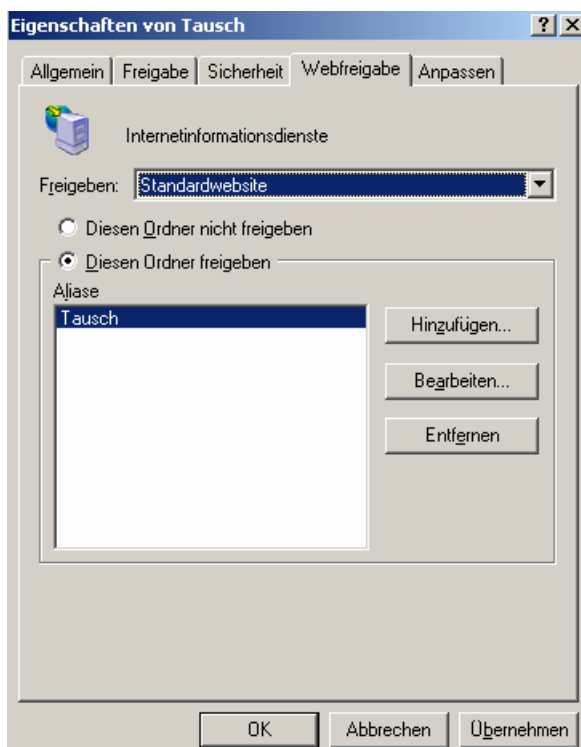 Eigenschaften von Tausch
Allgemein Freigabe Sicherheit Webfreigabe Anpassen
Internetinformationsdienste
Freigeben: Standardwebsite
Diesen Ordner nicht freigeben
Diesen Ordner freigeben
Aliase
Tausch
Hinzufügen...
Bearbeiten...
Entfernen
OK Abbrechen Übernehmen